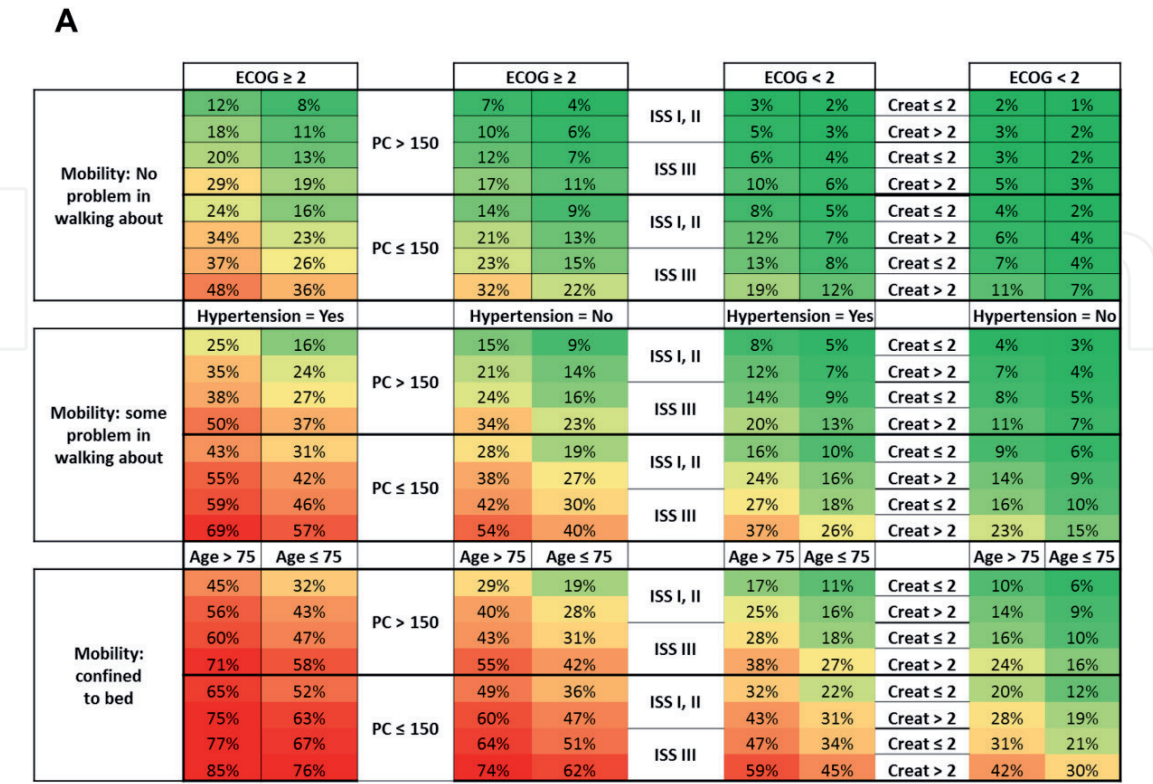 A
ECOG ≥ 2 ECOG ≥ 2 ECOG < 2 ECOG < 2
Mobility: No problem in walking about
PC > 150
ISS I, II
12% 8% 7% 4% 3% 2% Creat ≤ 2 2% 1%
18% 11% 10% 6% 5% 3% Creat > 2 3% 2%
ISS III
20% 13% 12% 7% 6% 4% Creat ≤ 2 3% 2%
29% 19% 17% 11% 10% 6% Creat > 2 5% 3%
PC ≤ 150
ISS I, II
24% 16% 14% 9% 8% 5% Creat ≤ 2 4% 2%
34% 23% 21% 13% 12% 7% Creat > 2 6% 4%
ISS III
37% 26% 23% 15% 13% 8% Creat ≤ 2 7% 4%
48% 36% 32% 22% 19% 12% Creat > 2 11% 7%
Hypertension = Yes Hypertension = No Hypertension = Yes Hypertension = No
Mobility: some problem in walking about
PC > 150
ISS I, II
25% 16% 15% 9% 8% 5% Creat ≤ 2 4% 3%
35% 24% 21% 14% 12% 7% Creat > 2 7% 4%
ISS III
38% 27% 24% 16% 14% 9% Creat ≤ 2 8% 5%
50% 37% 34% 23% 20% 13% Creat > 2 11% 7%
PC ≤ 150
ISS I, II
43% 31% 28% 19% 16% 10% Creat ≤ 2 9% 6%
55% 42% 38% 27% 24% 16% Creat > 2 14% 9%
ISS III
59% 46% 42% 30% 27% 18% Creat ≤ 2 16% 10%
69% 57% 54% 40% 37% 26% Creat > 2 23% 15%
Age > 75 Age ≤ 75 Age > 75 Age ≤ 75 Age > 75 Age ≤ 75 Age > 75 Age ≤ 75
Mobility: confined to bed
PC > 150
ISS I, II
45% 32% 29% 19% 17% 11% Creat ≤ 2 10% 6%
56% 43% 40% 28% 25% 16% Creat > 2 14% 9%
ISS III
60% 47% 43% 31% 28% 18% Creat ≤ 2 16% 10%
71% 58% 55% 42% 38% 27% Creat > 2 24% 16%
PC ≤ 150
ISS I, II
65% 52% 49% 36% 32% 22% Creat ≤ 2 20% 12%
75% 63% 60% 47% 43% 31% Creat > 2 28% 19%
ISS III
77% 67% 64% 51% 47% 34% Creat ≤ 2 31% 21%
85% 76% 74% 62% 59% 45% Creat > 2 42% 30%